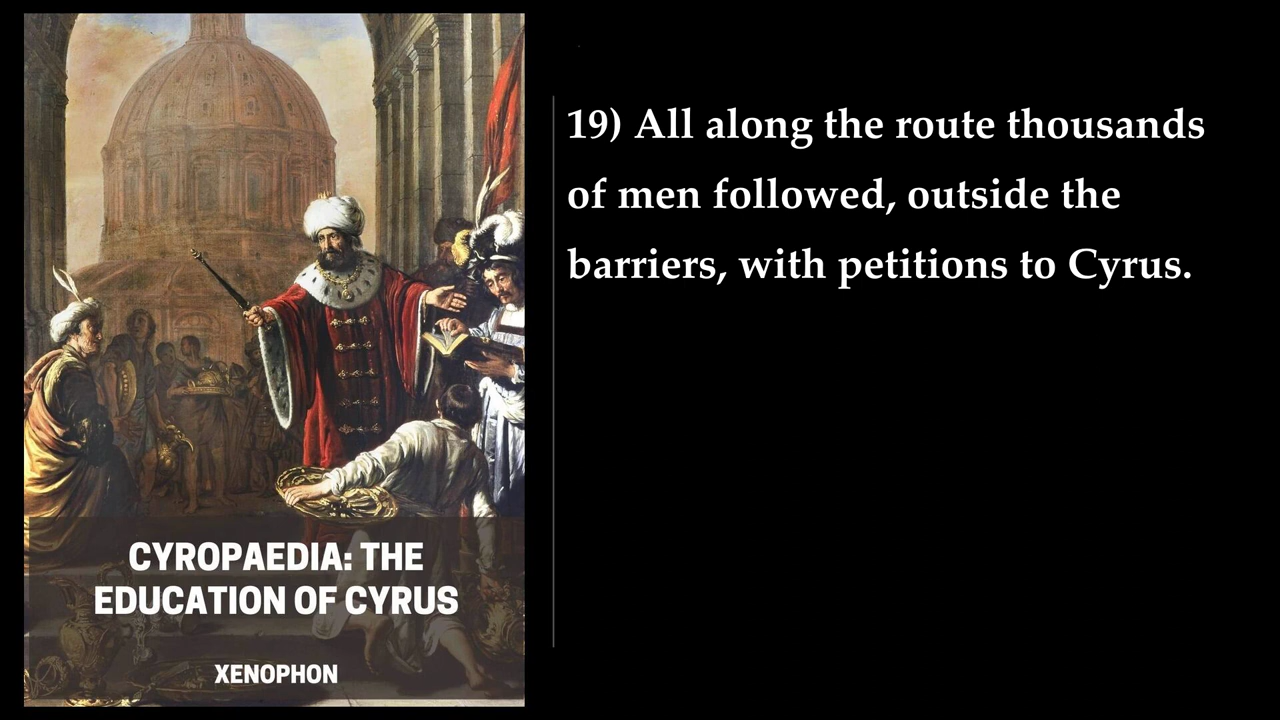 19) All along the route thousands
of men followed, outside the
barriers, with petitions to Cyrus.
CYROPAEDIA: THE
EDUCATION OF CYRUS
XENOPHON